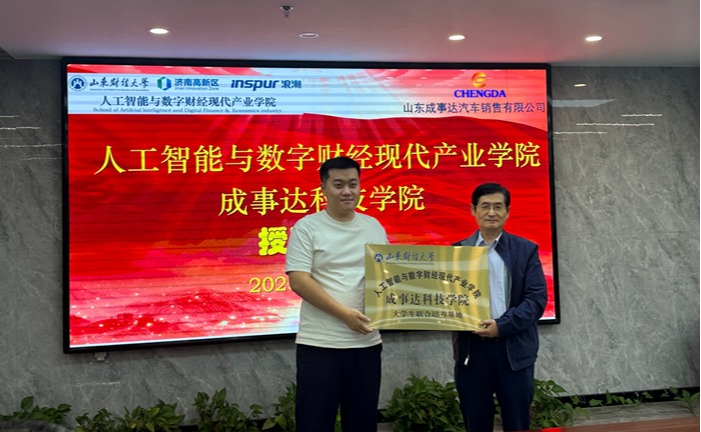 山东财经大学 济南高新区 inspur 浪潮
Jinan Innovation Zone
人工智能与数字财经现代产业学院
School of Artificial Intelligence and Digital Finance & Economics industry
CHENGDA
山东成事达汽车销售有限公司
人工智能与数字财经现代产业学院
成事达科技学院
授
202
山东财经大学
人工智能与数字财经现代产业学院
成事达科技学院
大学生联合培养基地